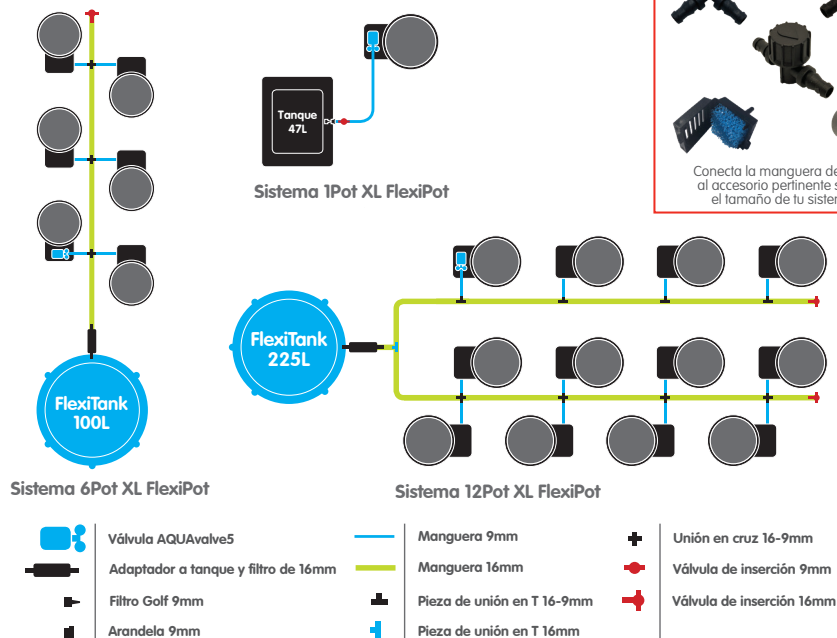 Tanque
47L
Sistema 1Pot XL FlexiPot
Conecta la manguera de
al accesorio pertinente s
el tamaño de tu sistem
FlexiTank
100L
Sistema 6Pot XL FlexiPot
FlexiTank
225L
Sistema 12Pot XL FlexiPot
Válvula AQUAvalve5
Adaptador a tanque y filtro de 16mm
Filtro Golf 9mm
Arandela 9mm
Manguera 9mm
Manguera 16mm
Pieza de unión en T 16-9mm
Pieza de unión en T 16mm
Unión en cruz 16-9mm
Válvula de inserción 9mm
Válvula de inserción 16mm